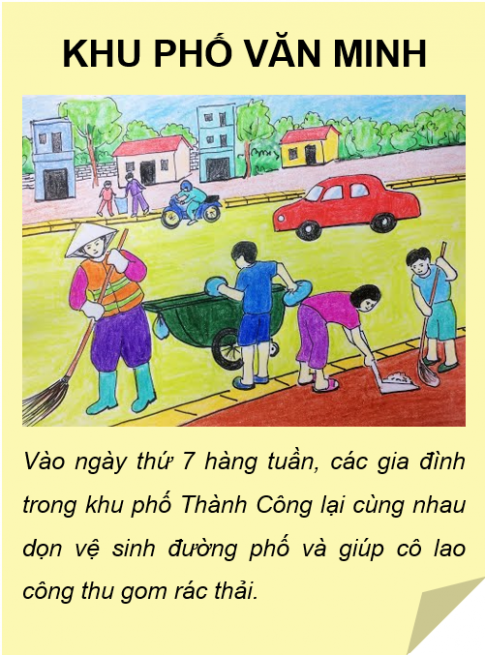 KHU PHỐ VĂN MINH
Vào ngày thứ 7 hàng tuần, các gia đình
trong khu phố Thành Công lại cùng nhau
dọn vệ sinh đường phố và giúp cô lao
công thu gom rác thải.